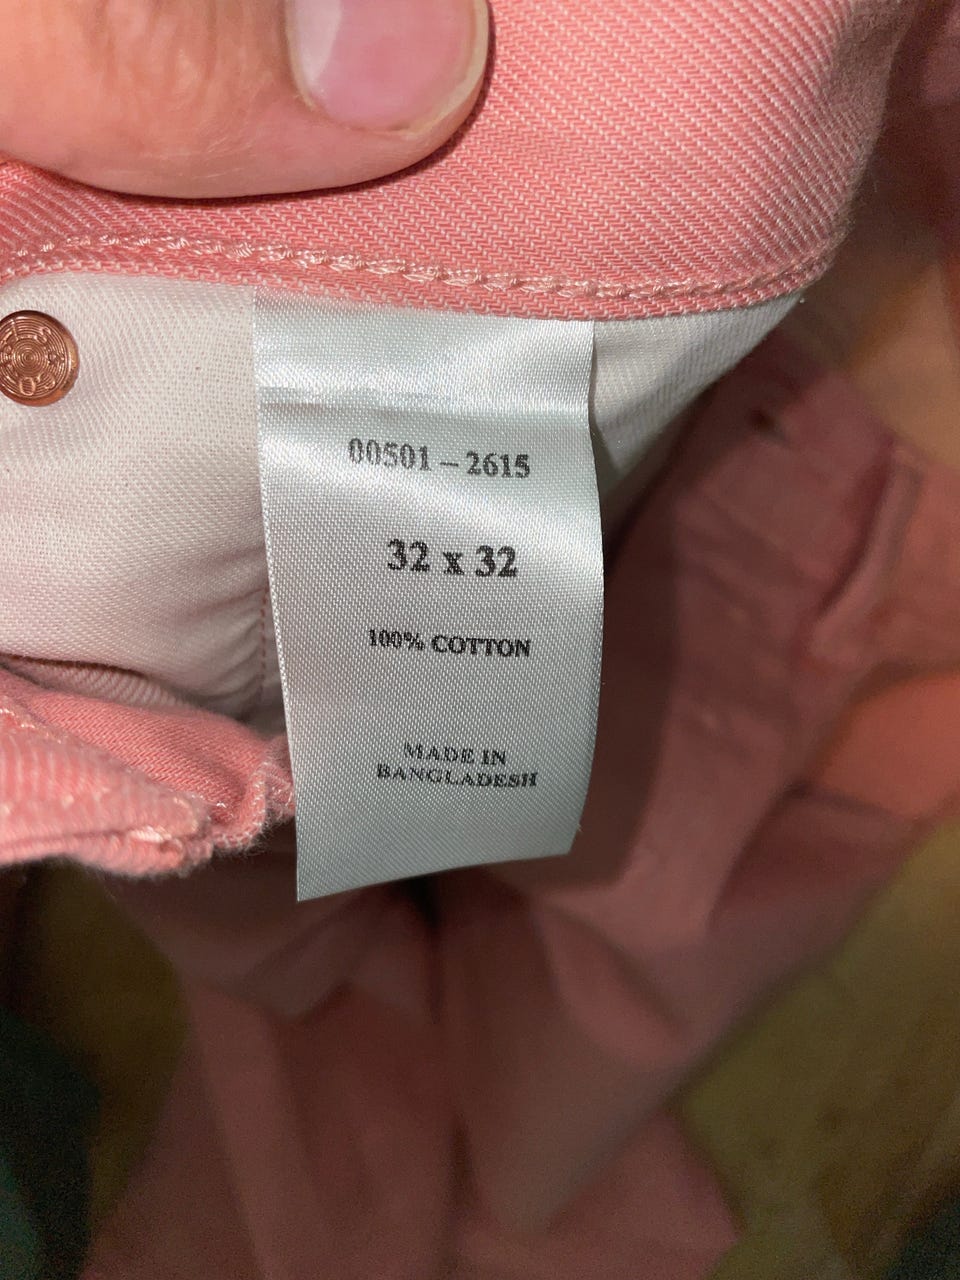 00501 – 2615
32 x 32
100% COTTON
MADE IN
BANGLADESH